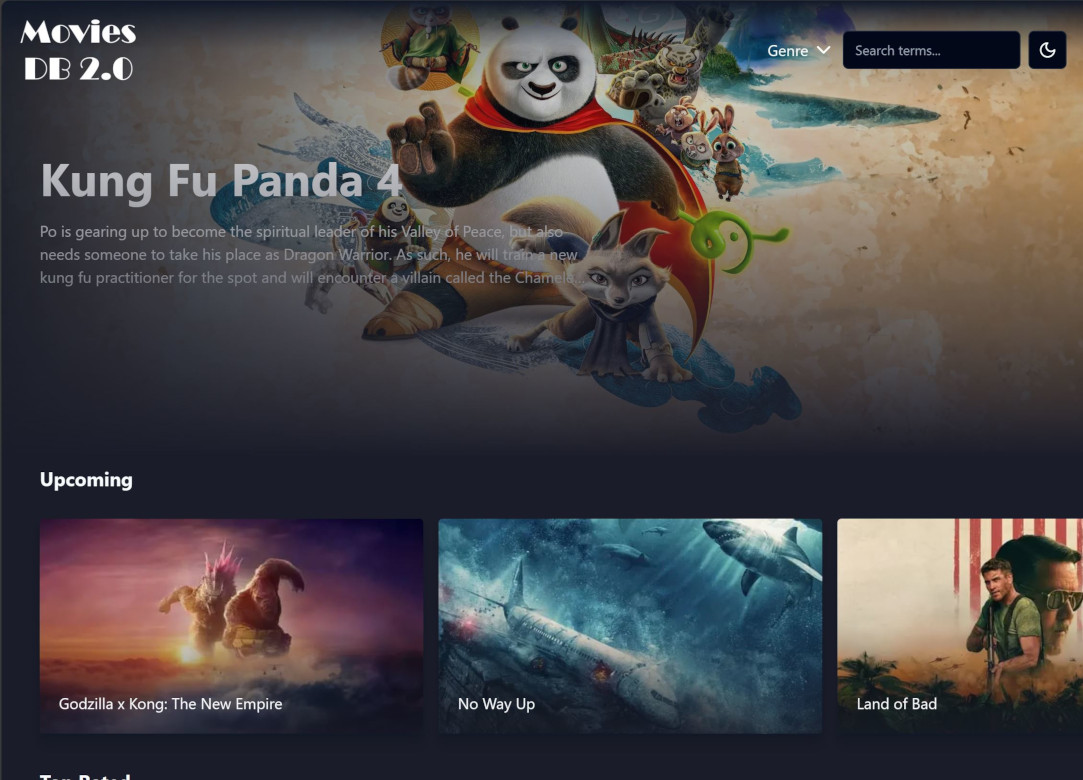 Movies
DB 2.0
Genre
Search terms...
Kung Fu Panda 4
Po is gearing up to become the spiritual leader of his Valley of Peace, but also
needs someone to take his place as Dragon Warrior. As such, he will train a new
kung fu practitioner for the spot and will encounter a villain called the Chamele...
Upcoming
Godzilla x Kong: The New Empire
No Way Up
Land of Bad
Top Rated